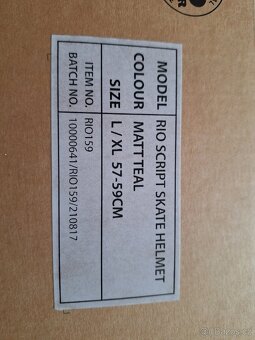 MODEL RIO SCRIPT SKATE HELMET
COLOUR MATT TEAL
SIZE L / XL 57-59CM
ITEM NO. RIO159
BATCH NO. 10000641/RIO159/210817